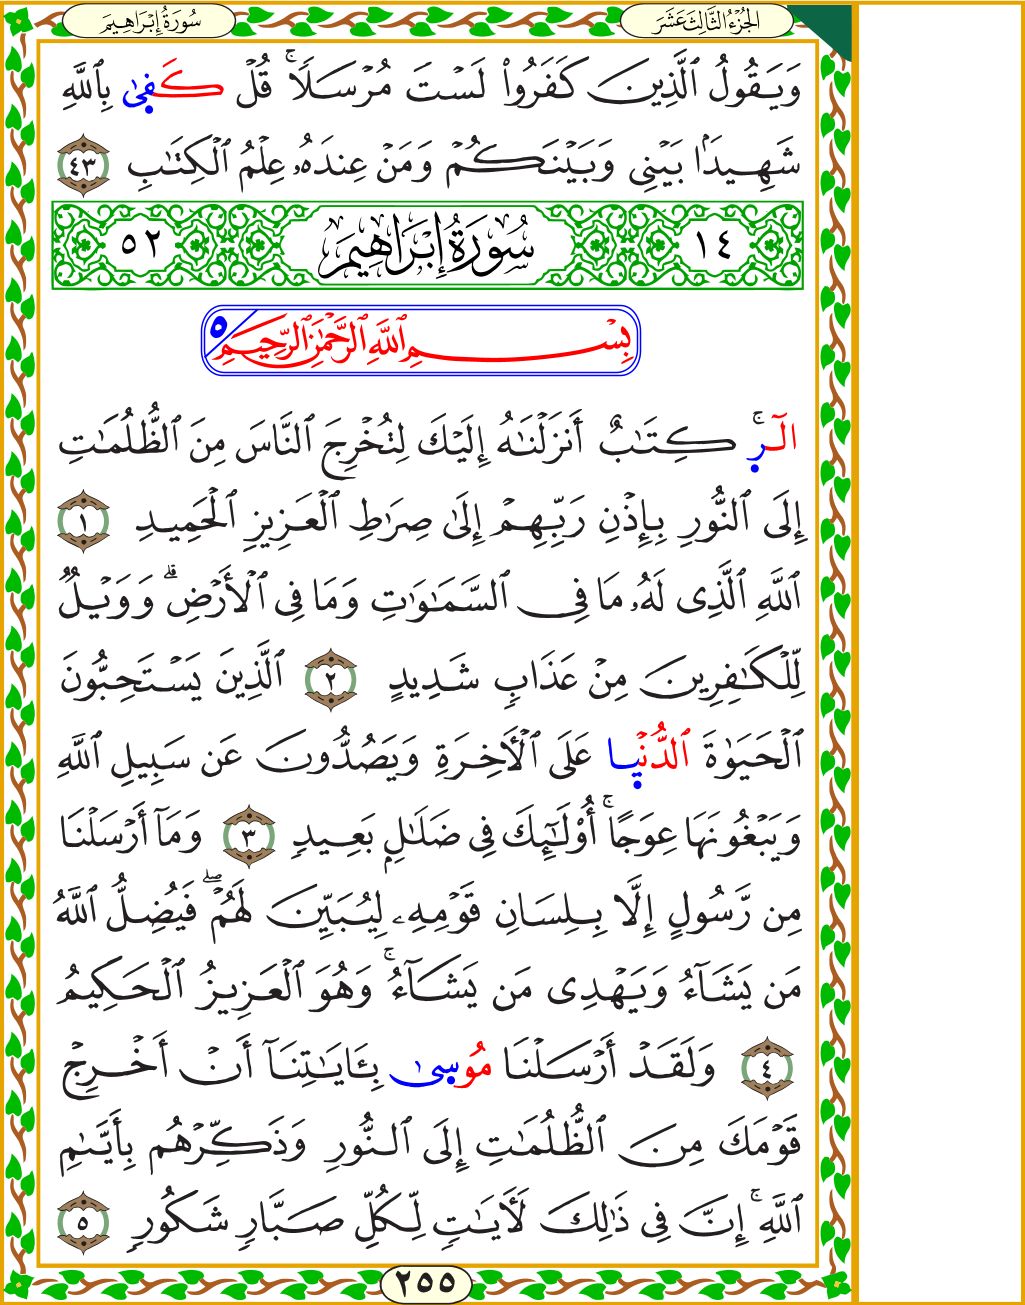 الجُزْءُ الثَّالِثَ عَشَرَ
سُورَةُ إِبْرَاهِيمَ
وَيَقُولُ ٱلَّذِينَ كَفَرُواْ لَسۡتَ مُرۡسَلٗاۚ قُلۡ كَفِىٰ بِٱللَّهِ
شَهِيدَۢا بَيۡنِي وَبَيۡنَكُمۡ وَمَنۡ عِندَهُۥ عِلۡمُ ٱلۡكِتَٰبِ ٤٣
١٤ سُورَةُ إِبْرَاهِيمَ ٥٢
بِسۡمِ ٱللَّهِ ٱلرَّحۡمَٰنِ ٱلرَّحِيمِ ٥
الٓرۚ كِتَٰبٌ أَنزَلۡنَٰهُ إِلَيۡكَ لِتُخۡرِجَ ٱلنَّاسَ مِنَ ٱلظُّلُمَٰتِ
إِلَى ٱلنُّورِ بِإِذۡنِ رَبِّهِمۡ إِلَىٰ صِرَٰطِ ٱلۡعَزِيزِ ٱلۡحَمِيدِ ١
ٱللَّهِ ٱلَّذِي لَهُۥ مَا فِي ٱلسَّمَٰوَٰتِ وَمَا فِي ٱلۡأَرۡضِۗ وَوَيۡلٞ
لِّلۡكَٰفِرِينَ مِنۡ عَذَابٖ شَدِيدٍ ٢ ٱلَّذِينَ يَسۡتَحِبُّونَ
ٱلۡحَيَوٰةَ ٱلدُّنۡيِا عَلَى ٱلۡأٓخِرَةِ وَيَصُدُّونَ عَن سَبِيلِ ٱللَّهِ
وَيَبۡغُونَهَا عِوَجًاۚ أُوْلَٰٓئِكَ فِي ضَلَٰلِۭ بَعِيدٖ ٣ وَمَآ أَرۡسَلۡنَا
مِن رَّسُولٍ إِلَّا بِلِسَانِ قَوۡمِهِۦ لِيُبَيِّنَ لَهُمۡۖ فَيُضِلُّ ٱللَّهُ
مَن يَشَآءُ وَيَهۡدِي مَن يَشَآءُۚ وَهُوَ ٱلۡعَزِيزُ ٱلۡحَكِيمُ
٤ وَلَقَدۡ أَرۡسَلۡنَا مُوسِىٰ بِـَٔايَٰتِنَآ أَنۡ أَخۡرِجۡ
قَوۡمَكَ مِنَ ٱلظُّلُمَٰتِ إِلَى ٱلنُّورِ وَذَكِّرۡهُم بِأَيَّىٰمِ
ٱللَّهِۚ إِنَّ فِي ذَٰلِكَ لَأٓيَٰتٖ لِّكُلِّ صَبَّارٖ شَكُورٖ ٥
٢٥٥